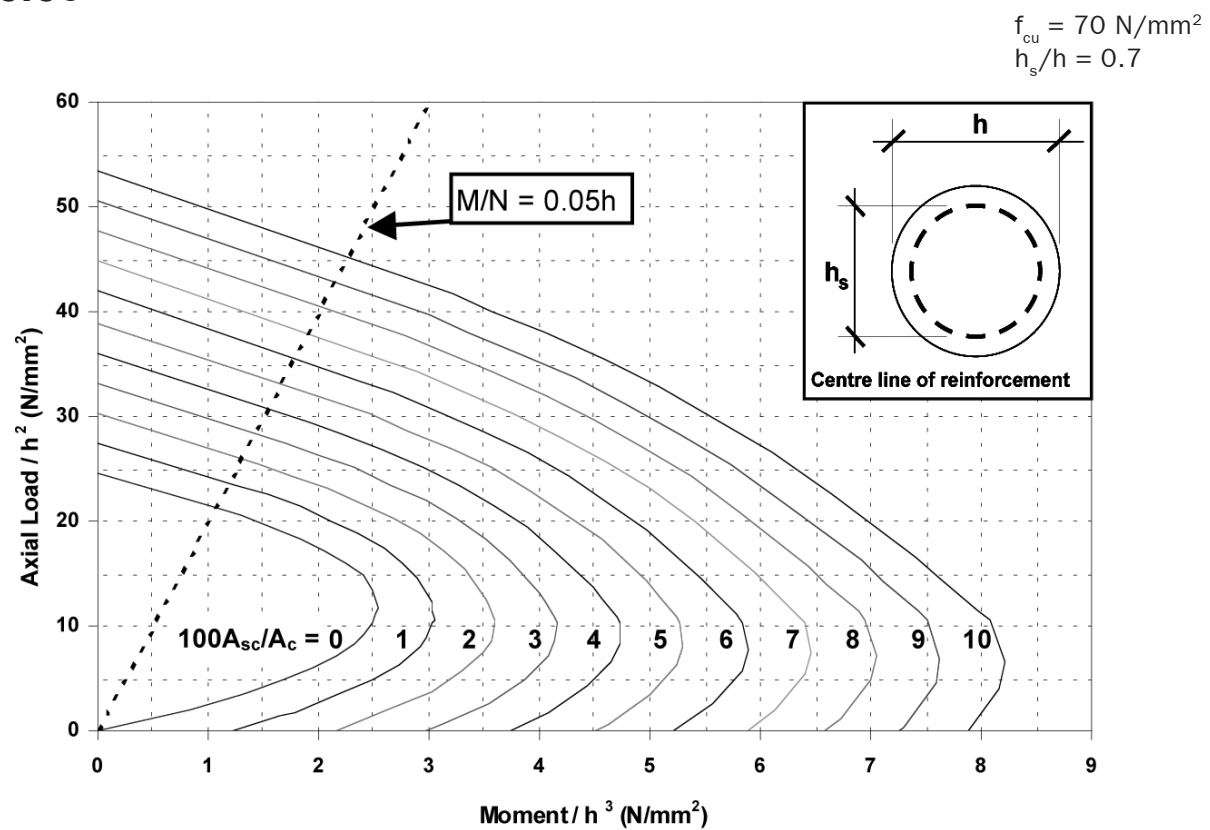 f_cu = 70 N/mm²
h_s/h = 0.7
60
50
40
30
20
10
0
Axial Load / h² (N/mm²)
M/N = 0.05h
h
h_s
Centre line of reinforcement
100A_sc/A_c = 0 1 2 3 4 5 6 7 8 9 10
0 1 2 3 4 5 6 7 8 9
Moment / h³ (N/mm²)